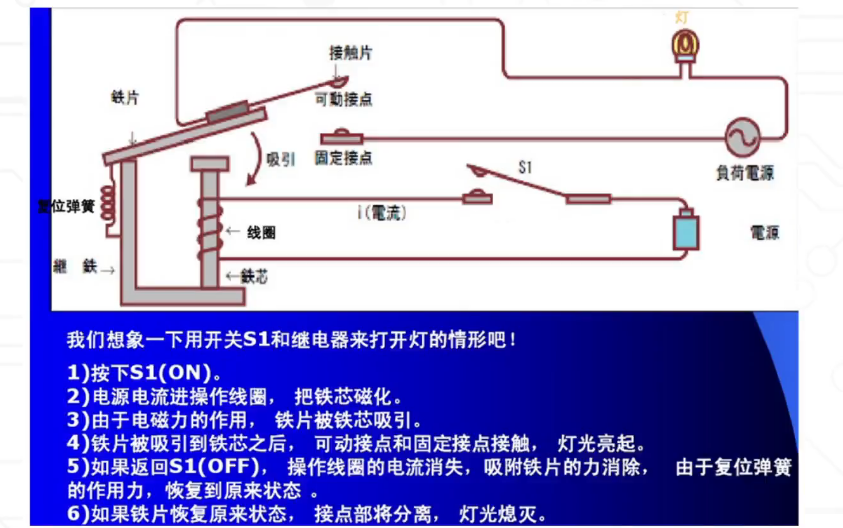 灯
接触片
鉄片
可動接点
吸引
固定接点
S1
負荷電源
复位弹簧
i(電流)
线圈
電源
継 鉄
鉄芯
我们想象一下用开关S1和继电器来打开灯的情形吧！
1)按下S1(ON)。
2)电源电流进操作线圈， 把铁芯磁化。
3)由于电磁力的作用， 铁片被铁芯吸引。
4)铁片被吸引到铁芯之后， 可动接点和固定接点接触， 灯光亮起。
5)如果返回S1(OFF)， 操作线圈的电流消失，吸附铁片的力消除， 由于复位弹簧
的作用力，恢复到原来状态 。
6)如果铁片恢复原来状态， 接点部将分离， 灯光熄灭。